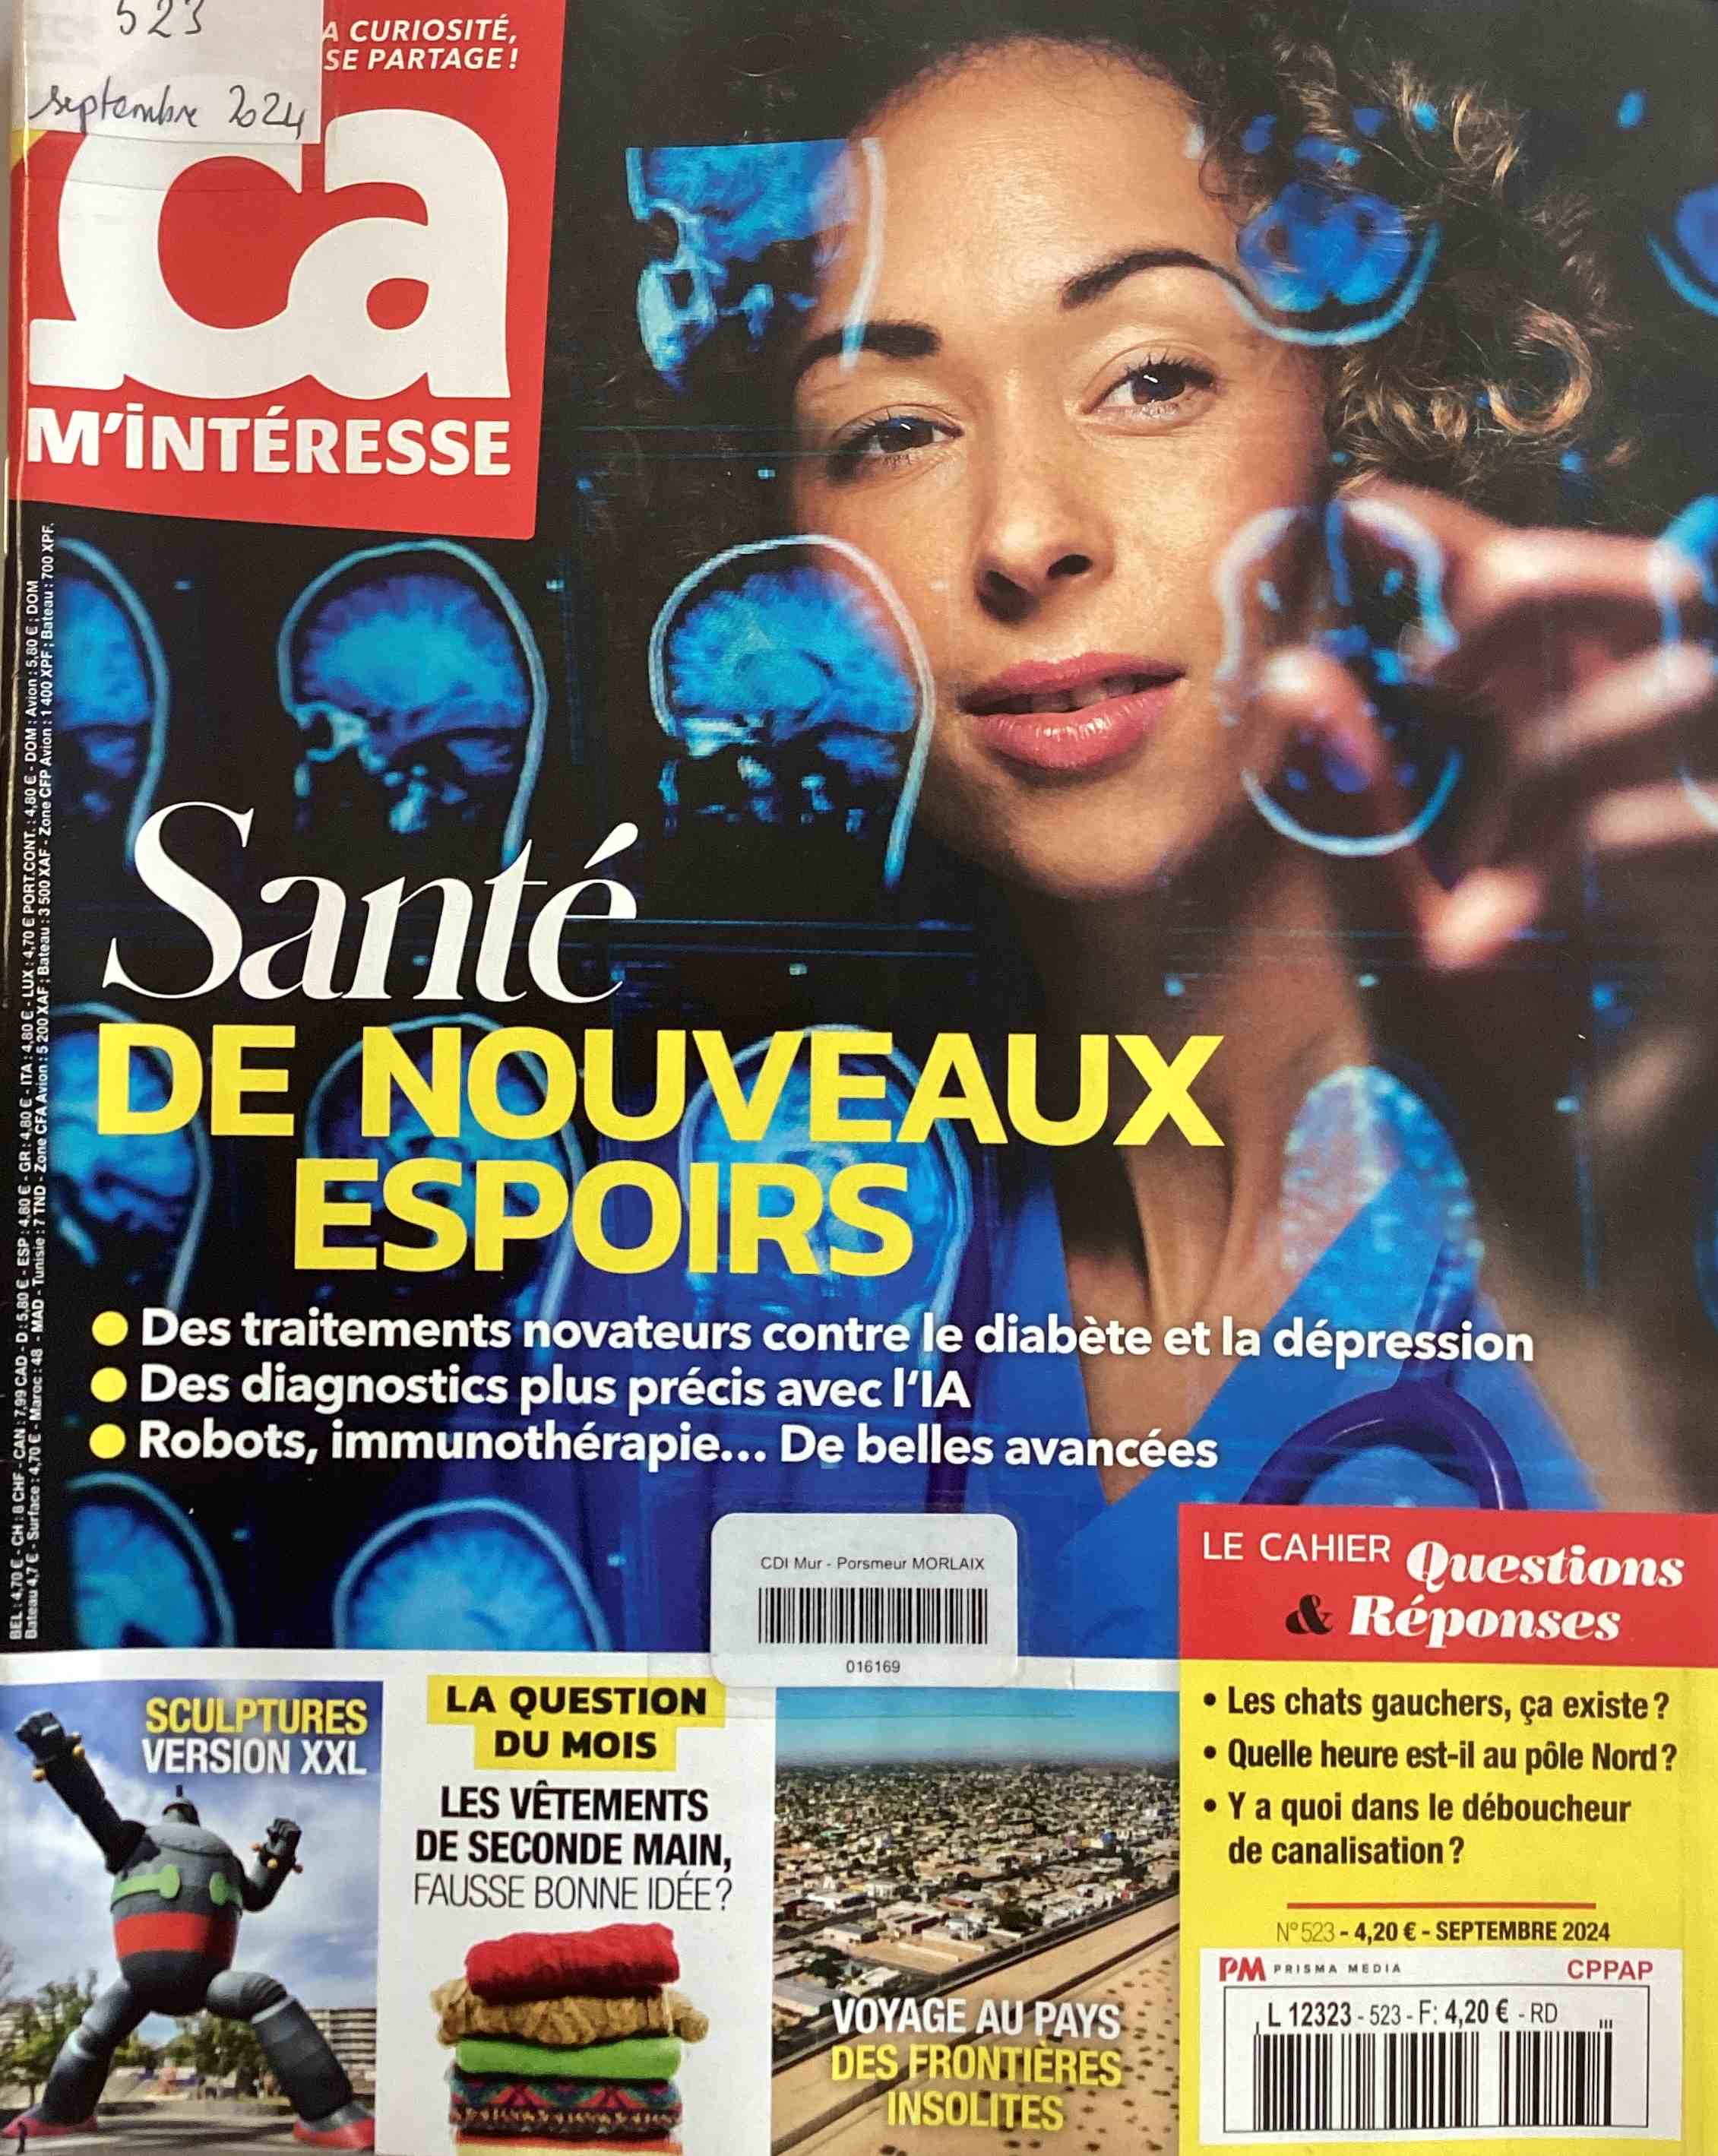 523
septembre 2024
A CURIOSITÉ,
SE PARTAGE !
ça
M'INTÉRESSE
BEL : 4,70 € - CH : 8 CHF - CAN : 7,99 CAD - D : 5,80 € - ESP : 4,80 € - GR : 4,80 € - ITA : 4,80 € - LUX : 4,70 € PORT.CONT. : 4,80 € - DOM : Avion : 5,80 € ; DOM
Bateau 4,7 € - Surface : 4,70 € - Maroc : 48 - MAD - Tunisie : 7 TND - Zone CFA Avion : 5 200 XAF ; Bateau : 3 500 XAF - Zone CFP Avion : 1 400 XPF ; Bateau : 700 XPF.
Santé
DE NOUVEAUX
ESPOIRS
● Des traitements novateurs contre le diabète et la dépression
● Des diagnostics plus précis avec l'IA
● Robots, immunothérapie... De belles avancées
CDI Mur - Porsmeur MORLAIX
016169
LE CAHIER Questions
& Réponses
• Les chats gauchers, ça existe ?
• Quelle heure est-il au pôle Nord ?
• Y a quoi dans le déboucheur
de canalisation ?
N° 523 - 4,20 € - SEPTEMBRE 2024
PM PRISMA MEDIA CPPAP
L 12323 - 523 - F: 4,20 € - RD
SCULPTURES
VERSION XXL
LA QUESTION
DU MOIS
LES VÊTEMENTS
DE SECONDE MAIN,
FAUSSE BONNE IDÉE ?
VOYAGE AU PAYS
DES FRONTIÈRES
INSOLITES